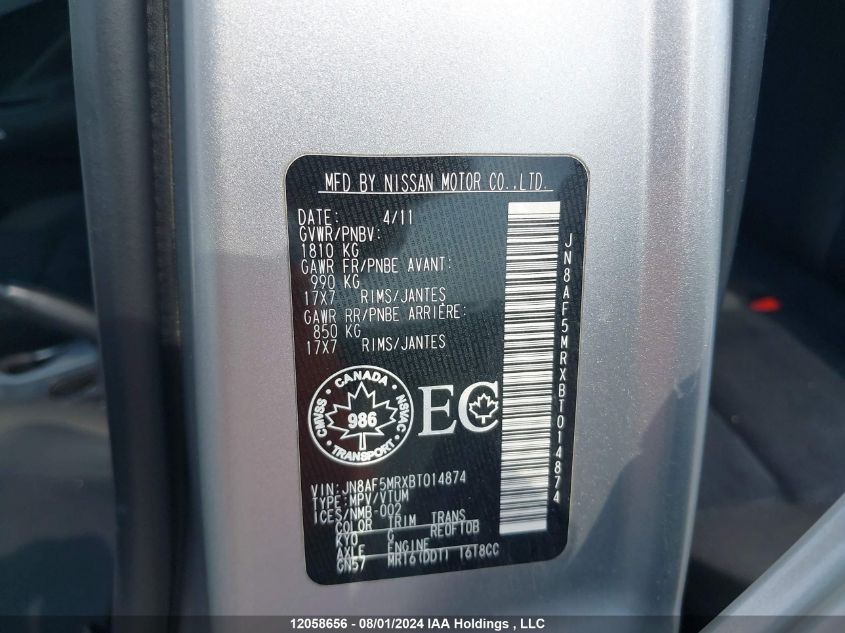 MFD BY NISSAN MOTOR CO.,LTD.
DATE: 4/11
GVWR/PNBV:
1810 KG
GAWR FR/PNBE AVANT:
990 KG
17X7 RIMS/JANTES
GAWR RR/PNBE ARRIÈRE:
850 KG
17X7 RIMS/JANTES
CANADA
CMVSS 986 NSVAC
TRANSPORT
EC
VIN:JN8AF5MRXBT014874
TYPE:MPV/VTUM
ICES/NMB-002
COLOR TRIM TRANS
KY0 G RE0F10B
AXLE ENGINE
GN57 MR16(DDT) 1618CC
JN8AF5MRXBT014874
12058656 - 08/01/2024 IAA Holdings , LLC